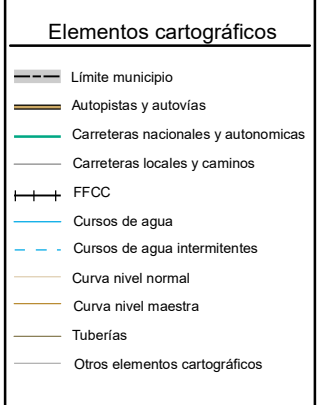 Elementos cartográficos
Límite municipio
Autopistas y autovías
Carreteras nacionales y autonomicas
Carreteras locales y caminos
FFCC
Cursos de agua
Cursos de agua intermitentes
Curva nivel normal
Curva nivel maestra
Tuberías
Otros elementos cartográficos